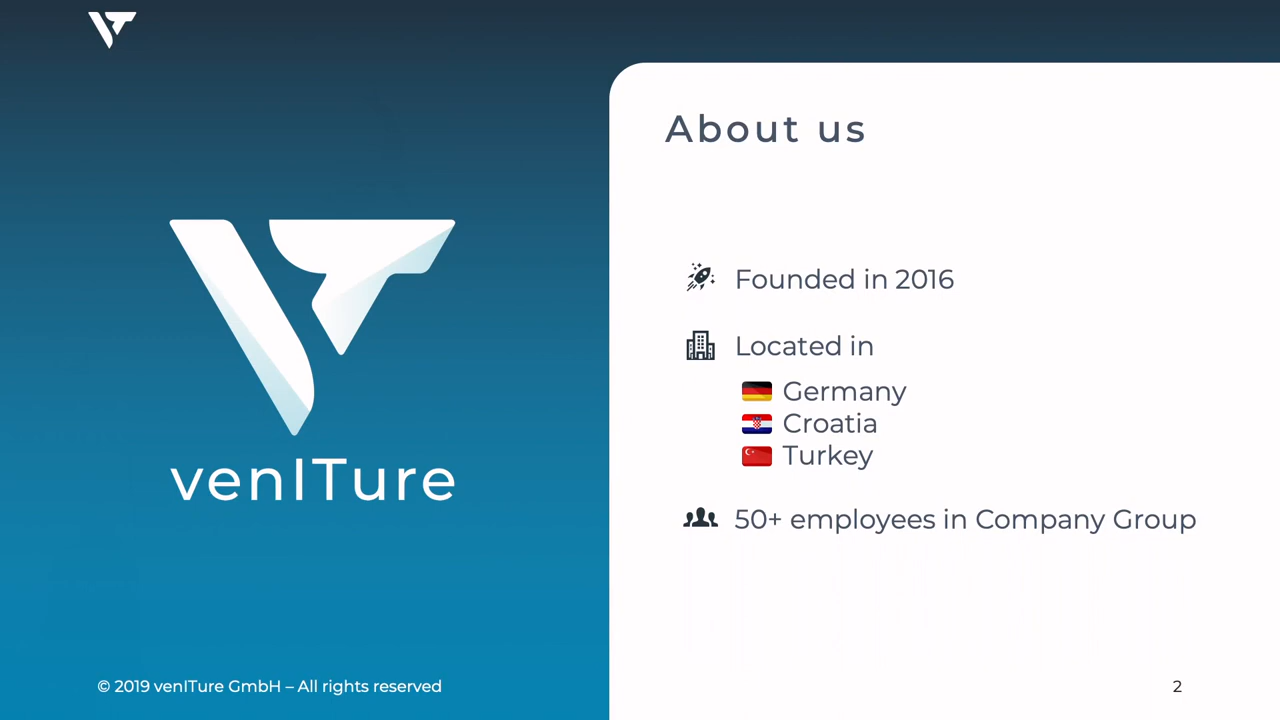 venITure
© 2019 venITure GmbH – All rights reserved
About us
Founded in 2016
Located in
Germany
Croatia
Turkey
50+ employees in Company Group
2